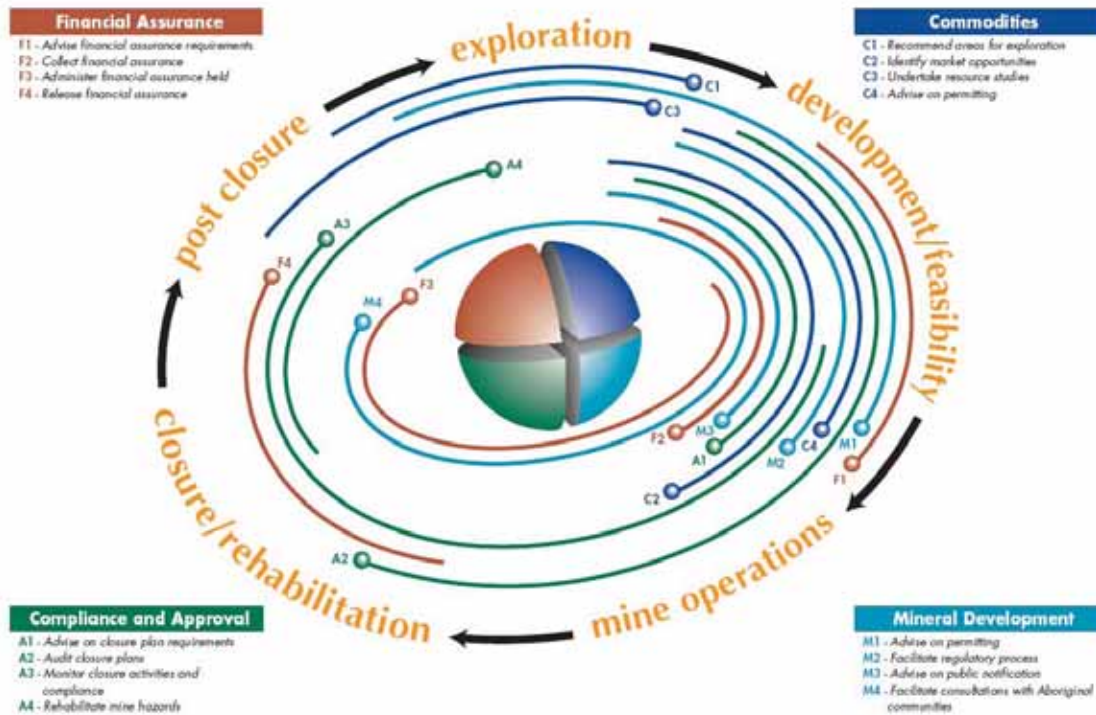 Financial Assurance
F1 - Advise financial assurance requirements
F2 - Collect financial assurance
F3 - Administer financial assurance held
F4 - Release financial assurance
Commodities
C1 - Recommend areas for exploration
C2 - Identify market opportunities
C3 - Undertake resource studies
C4 - Advise on permitting
exploration
development/feasibility
mine operations
closure/rehabilitation
post closure
C1
C3
A4
A3
F4
F3
M4
F2
M3
A1
M2
C4
M1
F1
C2
A2
Compliance and Approval
A1 - Advise on closure plan requirements
A2 - Audit closure plans
A3 - Monitor closure activities and
compliance
A4 - Rehabilitate mine hazards
Mineral Development
M1 - Advise on permitting
M2 - Facilitate regulatory process
M3 - Advise on public notification
M4 - Facilitate consultations with Aboriginal
communities